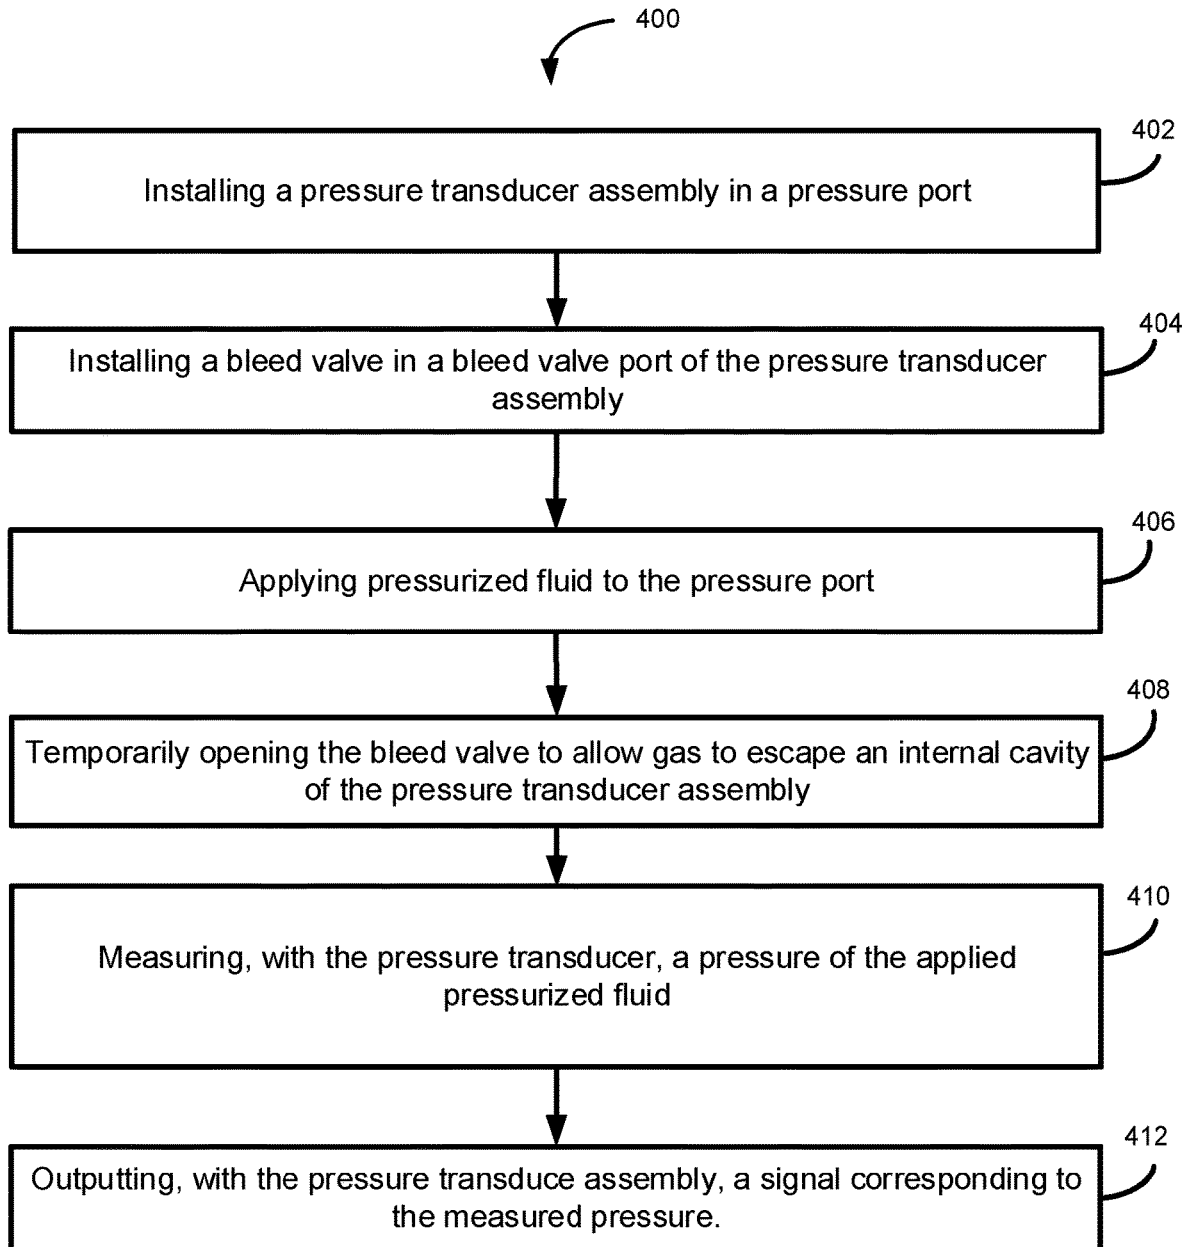 400
402
Installing a pressure transducer assembly in a pressure port
404
Installing a bleed valve in a bleed valve port of the pressure transducer
assembly
406
Applying pressurized fluid to the pressure port
408
Temporarily opening the bleed valve to allow gas to escape an internal cavity
of the pressure transducer assembly
410
Measuring, with the pressure transducer, a pressure of the applied
pressurized fluid
412
Outputting, with the pressure transduce assembly, a signal corresponding to
the measured pressure.